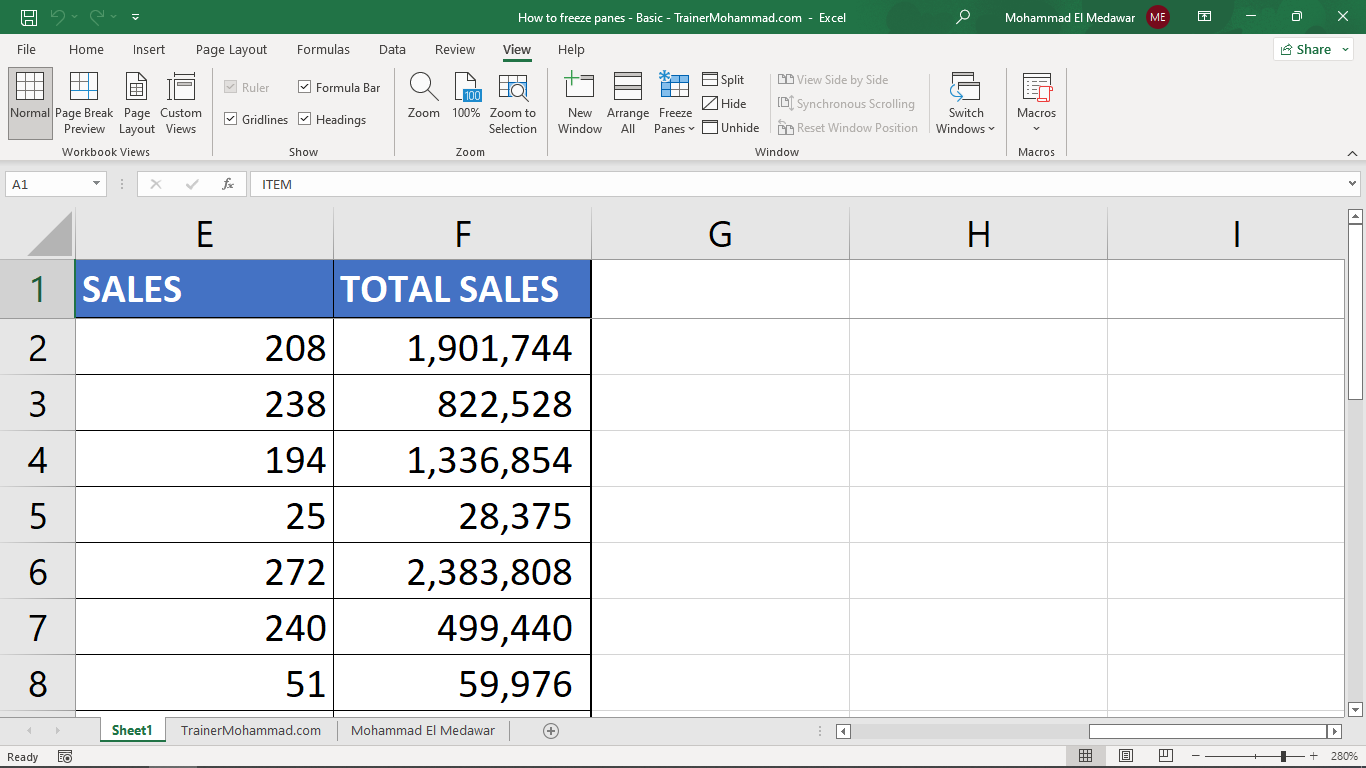 How to freeze panes - Basic - TrainerMohammad.com - Excel
Mohammad El Medawar
ME
File Home Insert Page Layout Formulas Data Review View Help
Share
Normal
Page Break Preview
Page Layout
Custom Views
Workbook Views
Ruler
Formula Bar
Gridlines
Headings
Show
Zoom
100
100%
Zoom to Selection
Zoom
New Window
Arrange All
Freeze Panes
Split
Hide
Unhide
View Side by Side
Synchronous Scrolling
Reset Window Position
Switch Windows
Window
Macros
Macros
A1
fx
ITEM
E F G H I
1 SALES TOTAL SALES
2 208 1,901,744
3 238 822,528
4 194 1,336,854
5 25 28,375
6 272 2,383,808
7 240 499,440
8 51 59,976
Sheet1 TrainerMohammad.com Mohammad El Medawar
Ready
280%